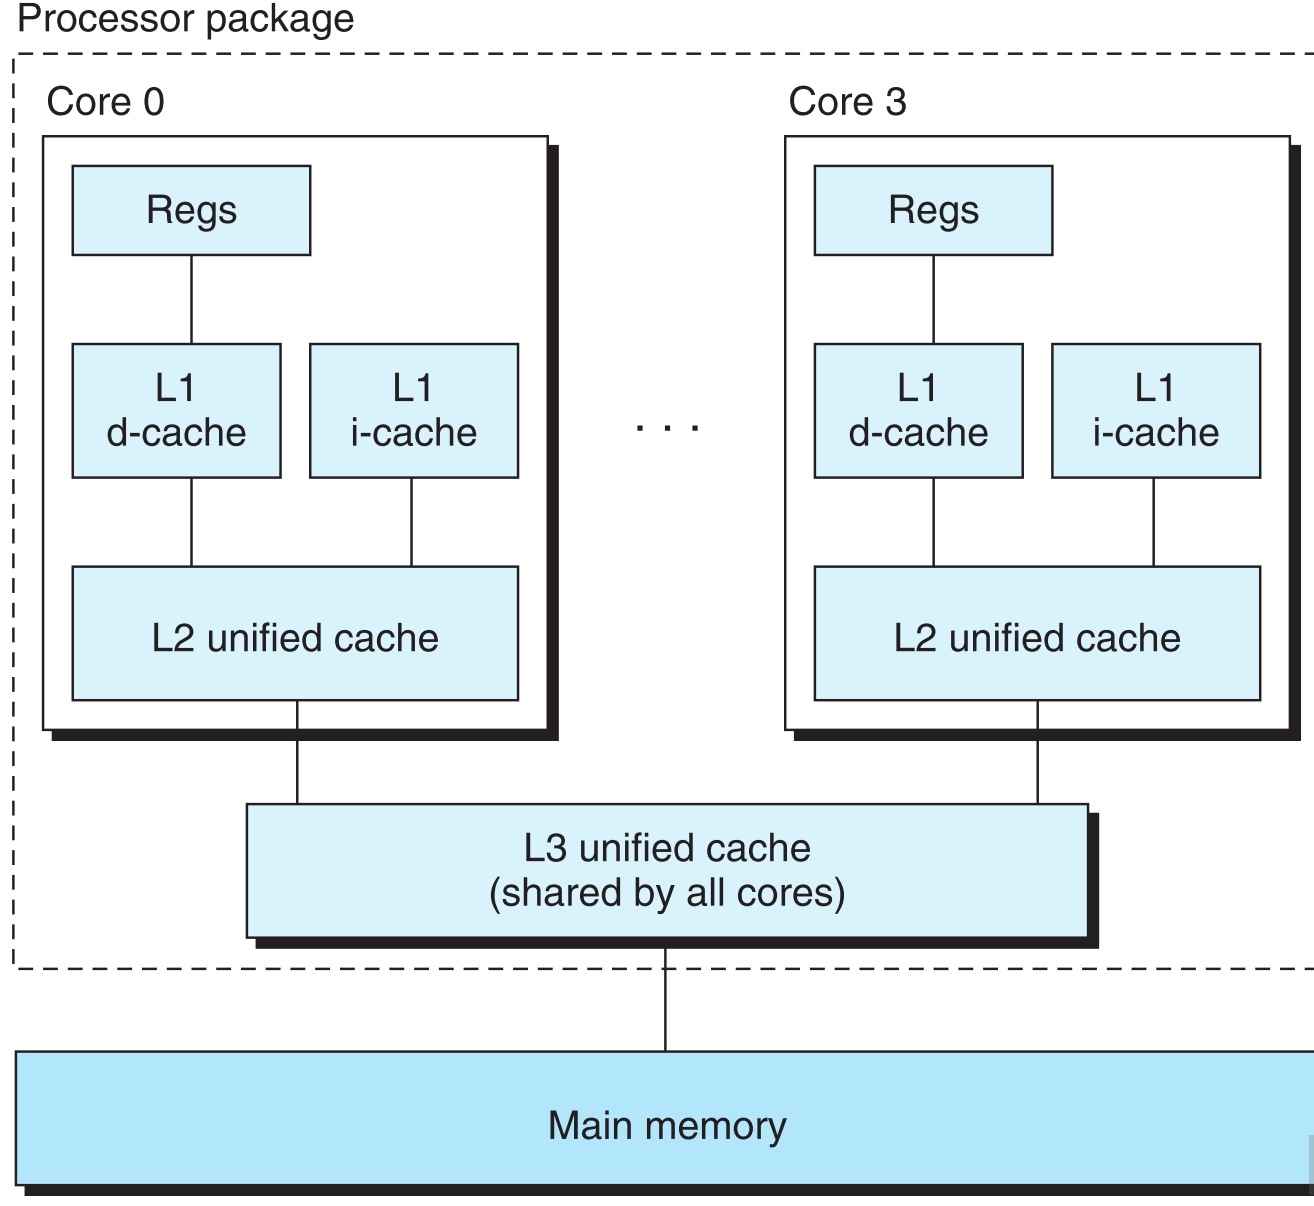 Processor package
Core 0
Regs
L1
d-cache
L1
i-cache
L2 unified cache
. . .
Core 3
Regs
L1
d-cache
L1
i-cache
L2 unified cache
L3 unified cache
(shared by all cores)
Main memory